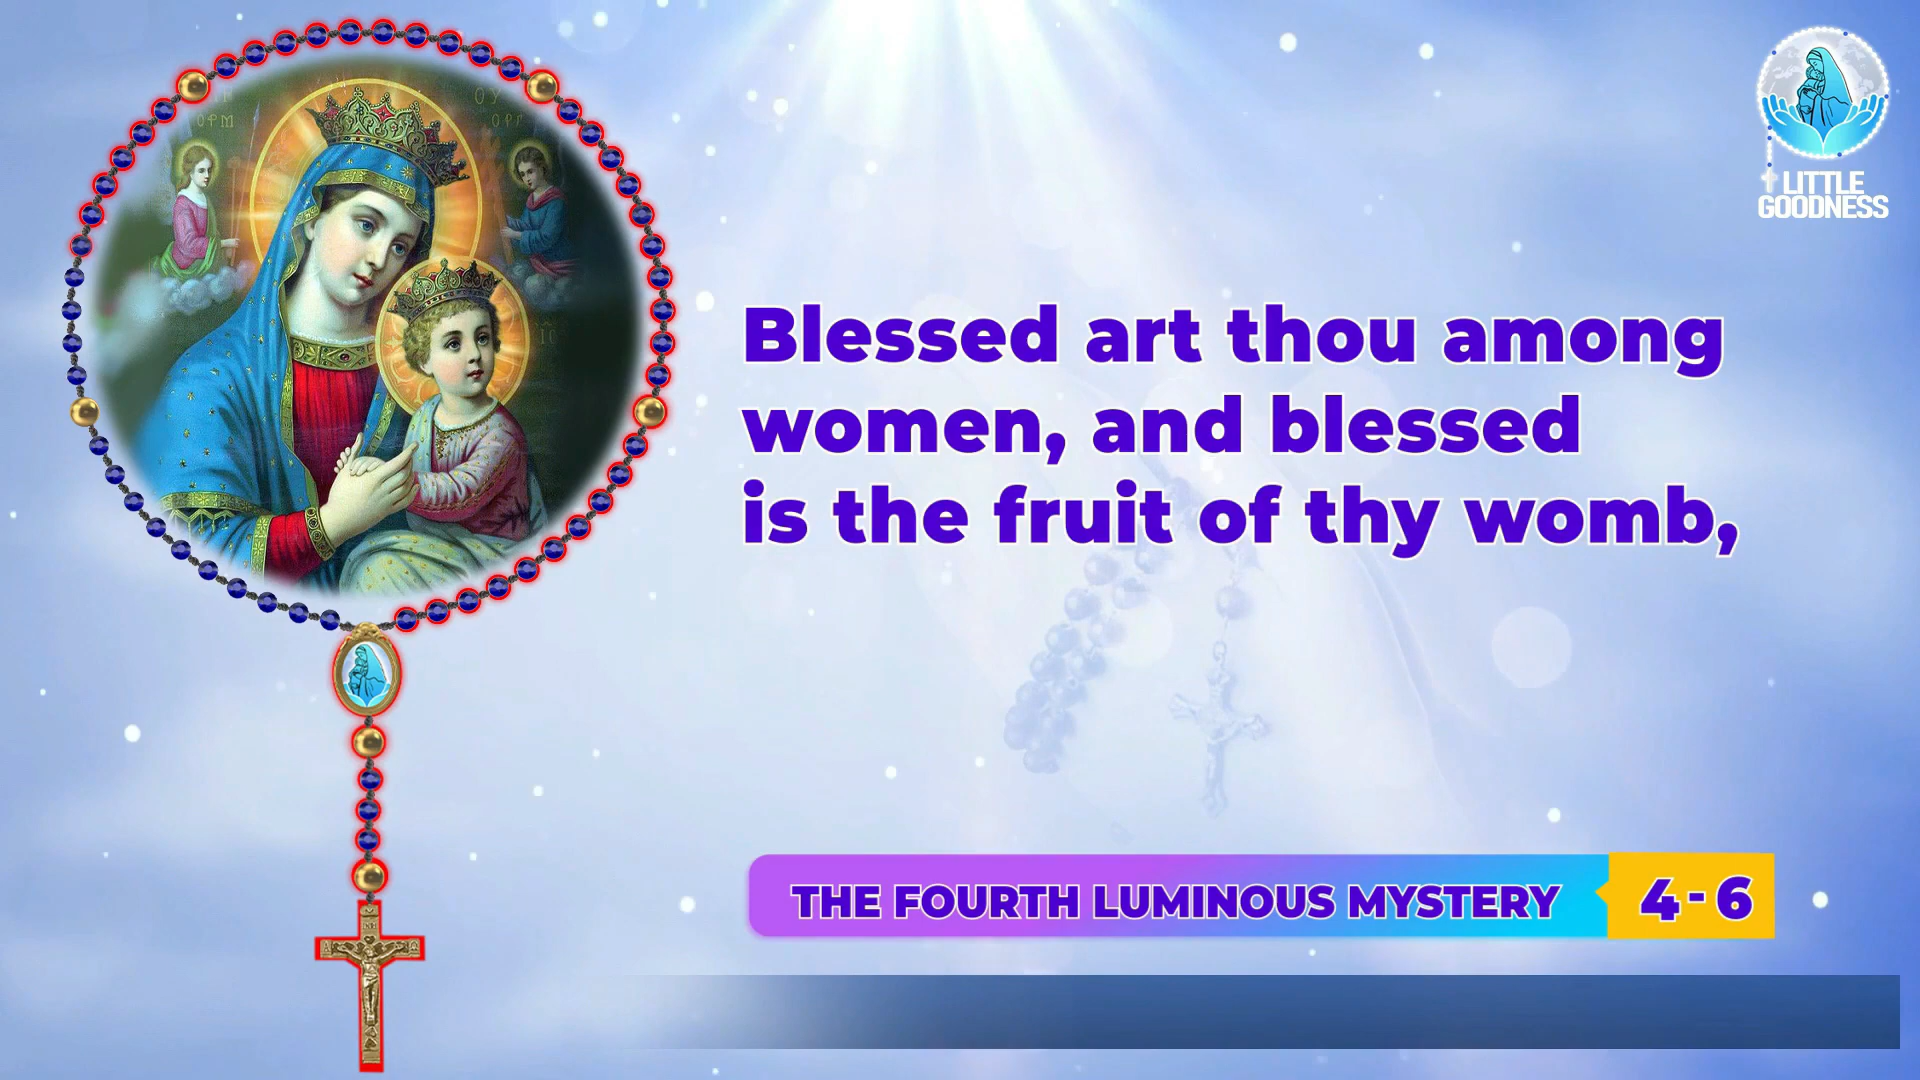 LITTLE
GOODNESS
Blessed art thou among
women, and blessed
is the fruit of thy womb,
THE FOURTH LUMINOUS MYSTERY
4 - 6